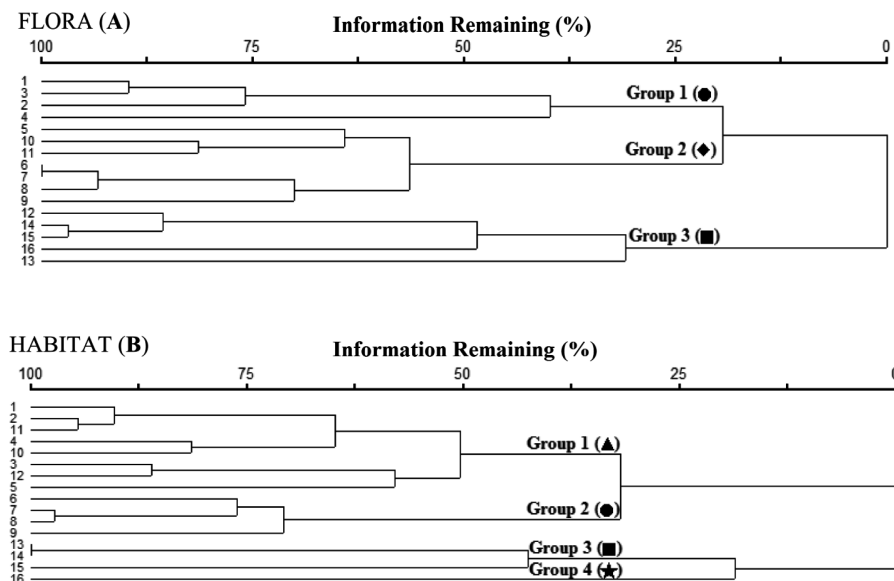 FLORA (A)
Information Remaining (%)
100 75 50 25 0
1
3
2
4
5
10
11
6
7
8
9
12
14
15
16
13
Group 1 (●)
Group 2 (◆)
Group 3 (■)
HABITAT (B)
Information Remaining (%)
100 75 50 25 0
1
2
11
4
10
3
12
5
6
7
8
9
13
14
15
16
Group 1 (▲)
Group 2 (●)
Group 3 (■)
Group 4 (★)